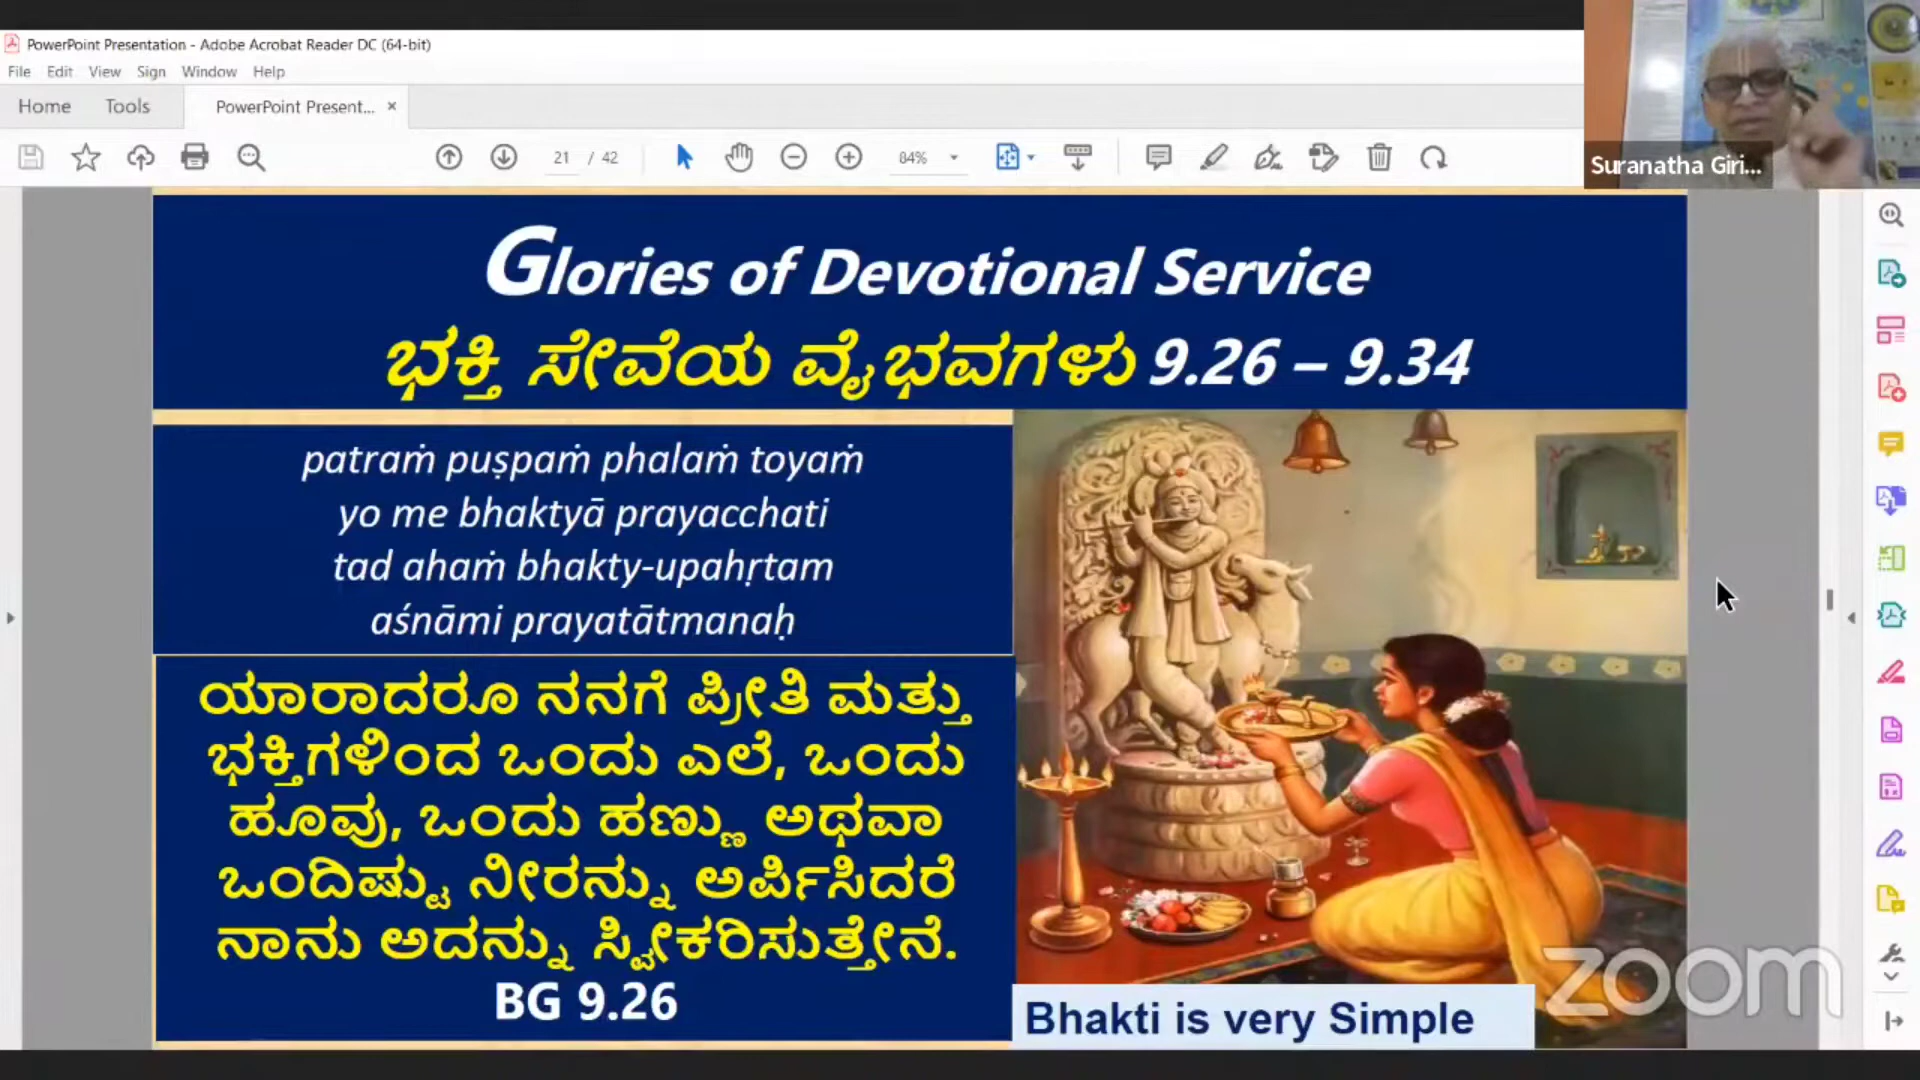 PowerPoint Presentation - Adobe Acrobat Reader DC (64-bit)
File Edit View Sign Window Help
Home Tools PowerPoint Present... ×
21 / 42 84%
Suranatha Giri...
Glories of Devotional Service
ಭಕ್ತಿ ಸೇವೆಯ ವೈಭವಗಳು 9.26 – 9.34
patraṁ puṣpaṁ phalaṁ toyaṁ
yo me bhaktyā prayacchati
tad ahaṁ bhakty-upahṛtam
aśnāmi prayatātmanaḥ
ಯಾರಾದರೂ ನನಗೆ ಪ್ರೀತಿ ಮತ್ತು
ಭಕ್ತಿಗಳಿಂದ ಒಂದು ಎಲೆ, ಒಂದು
ಹೂವು, ಒಂದು ಹಣ್ಣು ಅಥವಾ
ಒಂದಿಷ್ಟು ನೀರನ್ನು ಅರ್ಪಿಸಿದರೆ
ನಾನು ಅದನ್ನು ಸ್ವೀಕರಿಸುತ್ತೇನೆ.
BG 9.26
Bhakti is very Simple
zoom